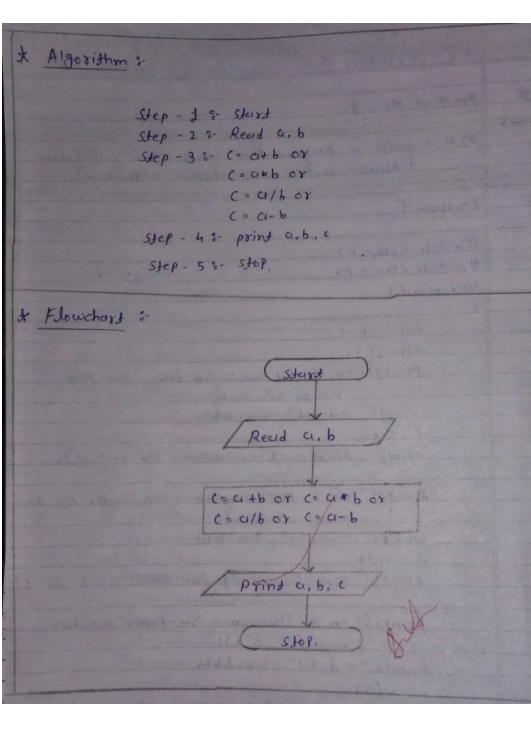 * Algorithm :-
Step - 1 :- Start
Step - 2 :- Read a, b
Step - 3 :- C = a+b or
C = a*b or
C = a/b or
C = a-b
Step - 4 :- print a, b, c
Step - 5 :- Stop.
* Flowchart :-
Start
Read a, b
C = a+b or C = a*b or
C = a/b or C = a-b
Print a, b, c
Stop.